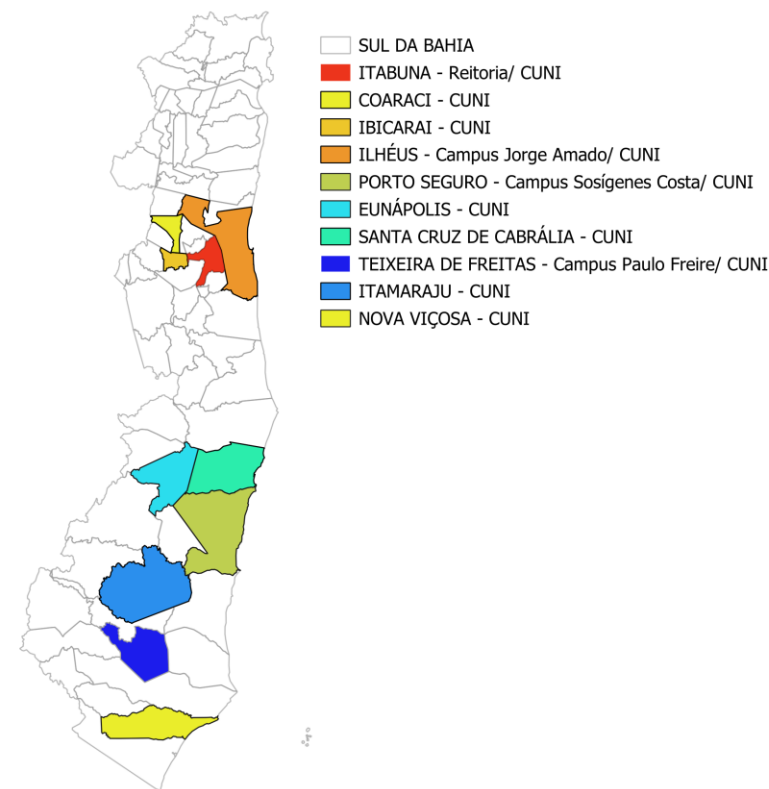 SUL DA BAHIA
ITABUNA - Reitoria/ CUNI
COARACI - CUNI
IBICARAI - CUNI
ILHÉUS - Campus Jorge Amado/ CUNI
PORTO SEGURO - Campus Sosígenes Costa/ CUNI
EUNÁPOLIS - CUNI
SANTA CRUZ DE CABRÁLIA - CUNI
TEIXEIRA DE FREITAS - Campus Paulo Freire/ CUNI
ITAMARAJU - CUNI
NOVA VIÇOSA - CUNI